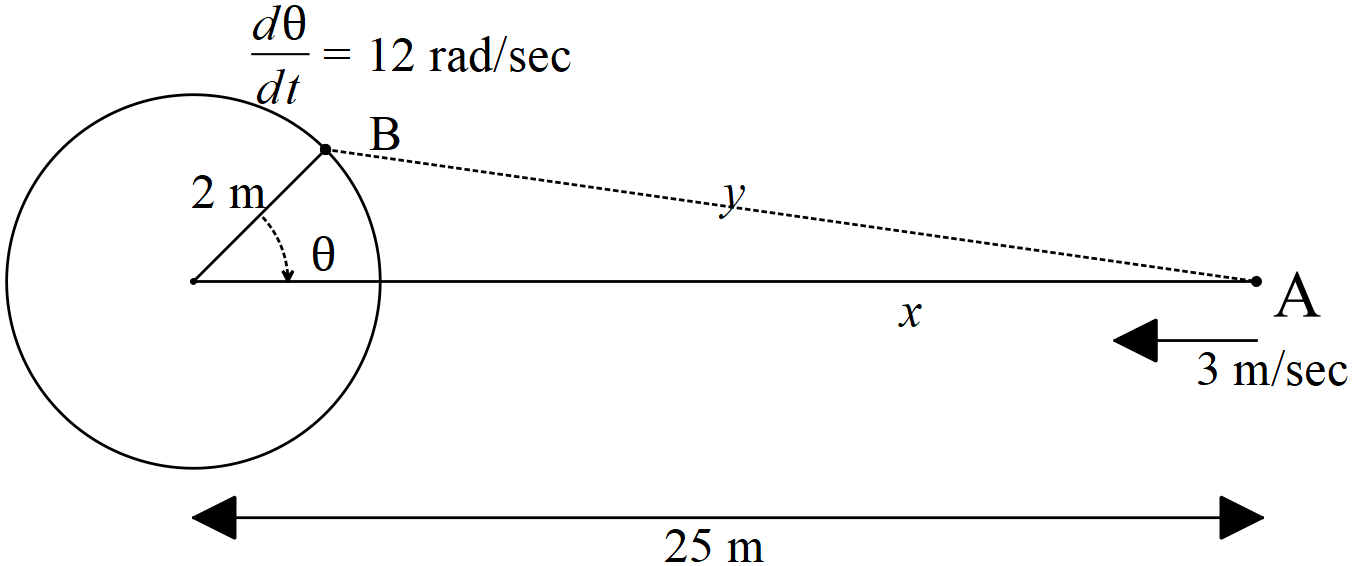 dθ/dt = 12 rad/sec
B
2 m
y
θ
A
x
3 m/sec
25 m